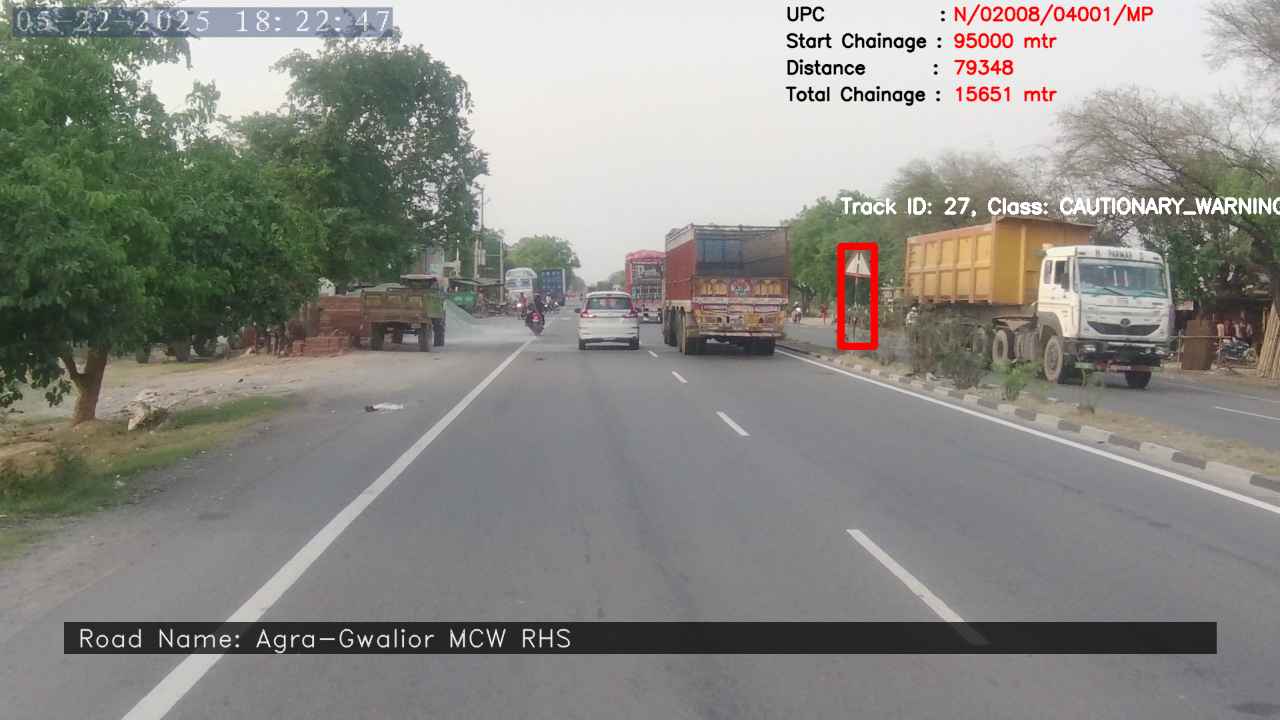 05-22-2025 18:22:47
UPC : N/02008/04001/MP
Start Chainage : 95000 mtr
Distance : 79348
Total Chainage : 15651 mtr
Track ID: 27, Class: CAUTIONARY_WARNING
PARMAR
Road Name: Agra-Gwalior MCW RHS